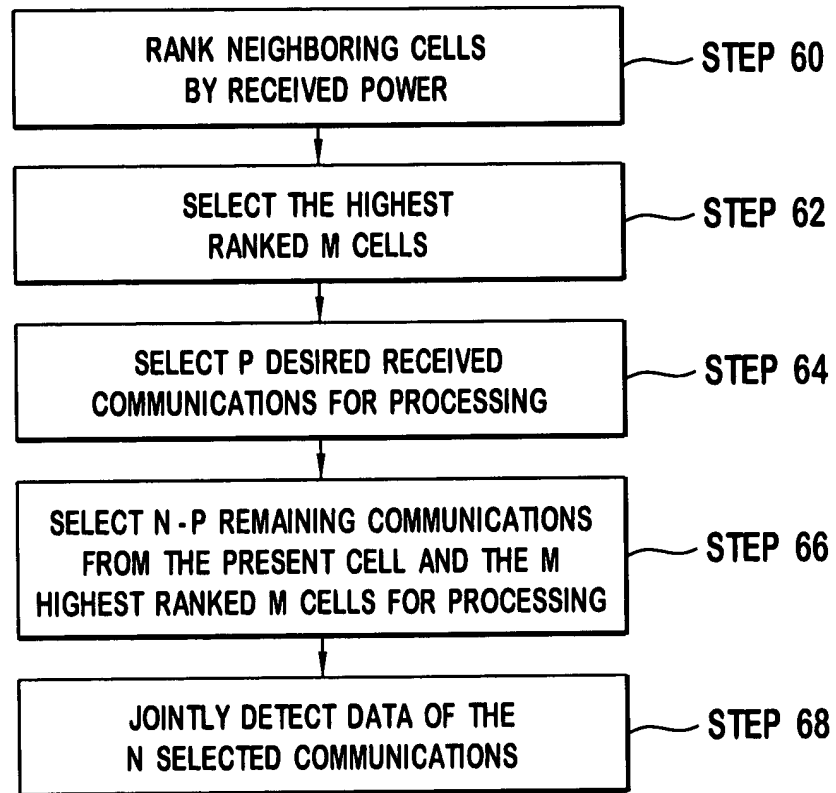 RANK NEIGHBORING CELLS
BY RECEIVED POWER
STEP 60
SELECT THE HIGHEST
RANKED M CELLS
STEP 62
SELECT P DESIRED RECEIVED
COMMUNICATIONS FOR PROCESSING
STEP 64
SELECT N - P REMAINING COMMUNICATIONS
FROM THE PRESENT CELL AND THE M
HIGHEST RANKED M CELLS FOR PROCESSING
STEP 66
JOINTLY DETECT DATA OF THE
N SELECTED COMMUNICATIONS
STEP 68